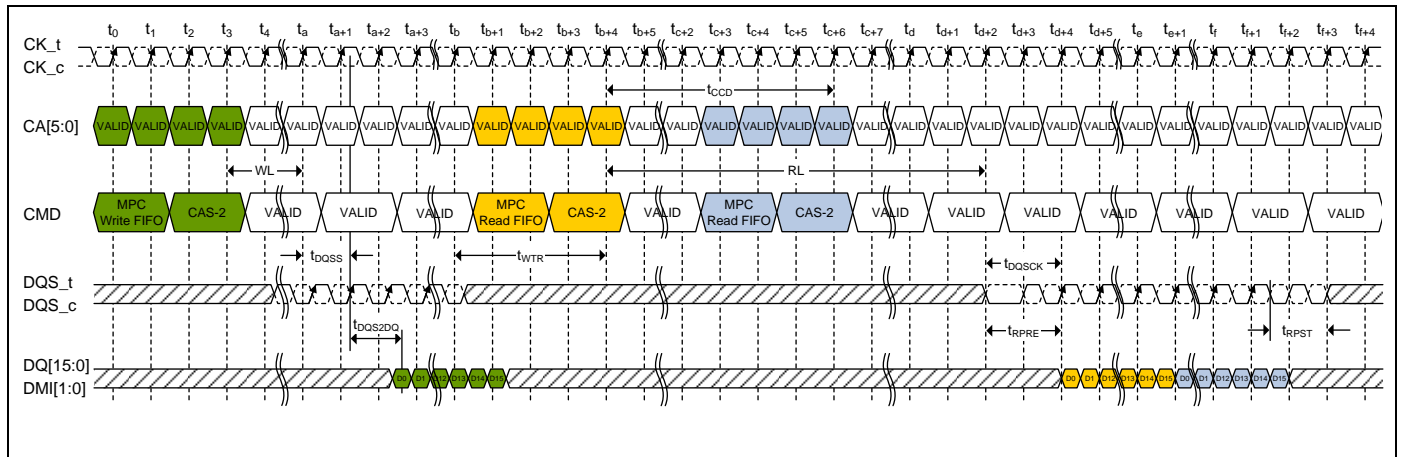 t0 t1 t2 t3 t4 ta ta+1 ta+2 ta+3 tb tb+1 tb+2 tb+3 tb+4 tb+5 tc+2 tc+3 tc+4 tc+5 tc+6 tc+7 td td+1 td+2 td+3 td+4 td+5 te te+1 tf tf+1 tf+2 tf+3 tf+4
CK_t
CK_c
tCCD
CA[5:0] VALID VALID VALID VALID VALID VALID VALID VALID VALID VALID VALID VALID VALID VALID VALID VALID VALID VALID VALID VALID VALID VALID VALID VALID VALID VALID VALID VALID VALID VALID VALID VALID VALID VALID
WL RL
CMD MPC Write FIFO CAS-2 VALID VALID VALID MPC Read FIFO CAS-2 VALID MPC Read FIFO CAS-2 VALID VALID VALID VALID VALID VALID VALID
tDQSS tWTR tDQSCK
DQS_t
DQS_c
tDQS2DQ tRPRE tRPST
DQ[15:0]
DMI[1:0] D0 D1 D12 D13 D14 D15 D0 D1 D12 D13 D14 D15 D0 D1 D12 D13 D14 D15